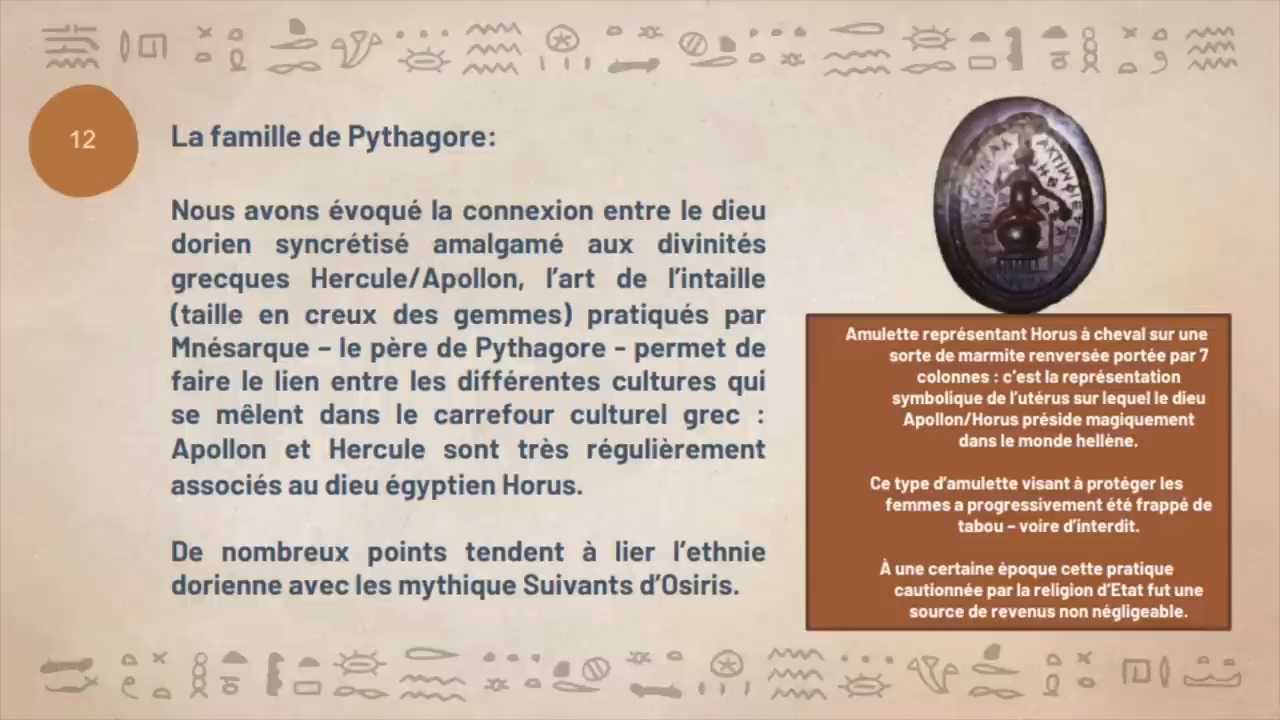 12
La famille de Pythagore:
Nous avons évoqué la connexion entre le dieu
dorien syncrétisé amalgamé aux divinités
grecques Hercule/Apollon, l'art de l'intaille
(taille en creux des gemmes) pratiqués par
Mnésarque – le père de Pythagore - permet de
faire le lien entre les différentes cultures qui
se mêlent dans le carrefour culturel grec :
Apollon et Hercule sont très régulièrement
associés au dieu égyptien Horus.
De nombreux points tendent à lier l'ethnie
dorienne avec les mythique Suivants d'Osiris.
Amulette représentant Horus à cheval sur une
sorte de marmite renversée portée par 7
colonnes : c'est la représentation
symbolique de l'utérus sur lequel le dieu
Apollon/Horus préside magiquement
dans le monde hellène.
Ce type d'amulette visant à protéger les
femmes a progressivement été frappé de
tabou – voire d'interdit.
À une certaine époque cette pratique
cautionnée par la religion d'Etat fut une
source de revenus non négligeable.